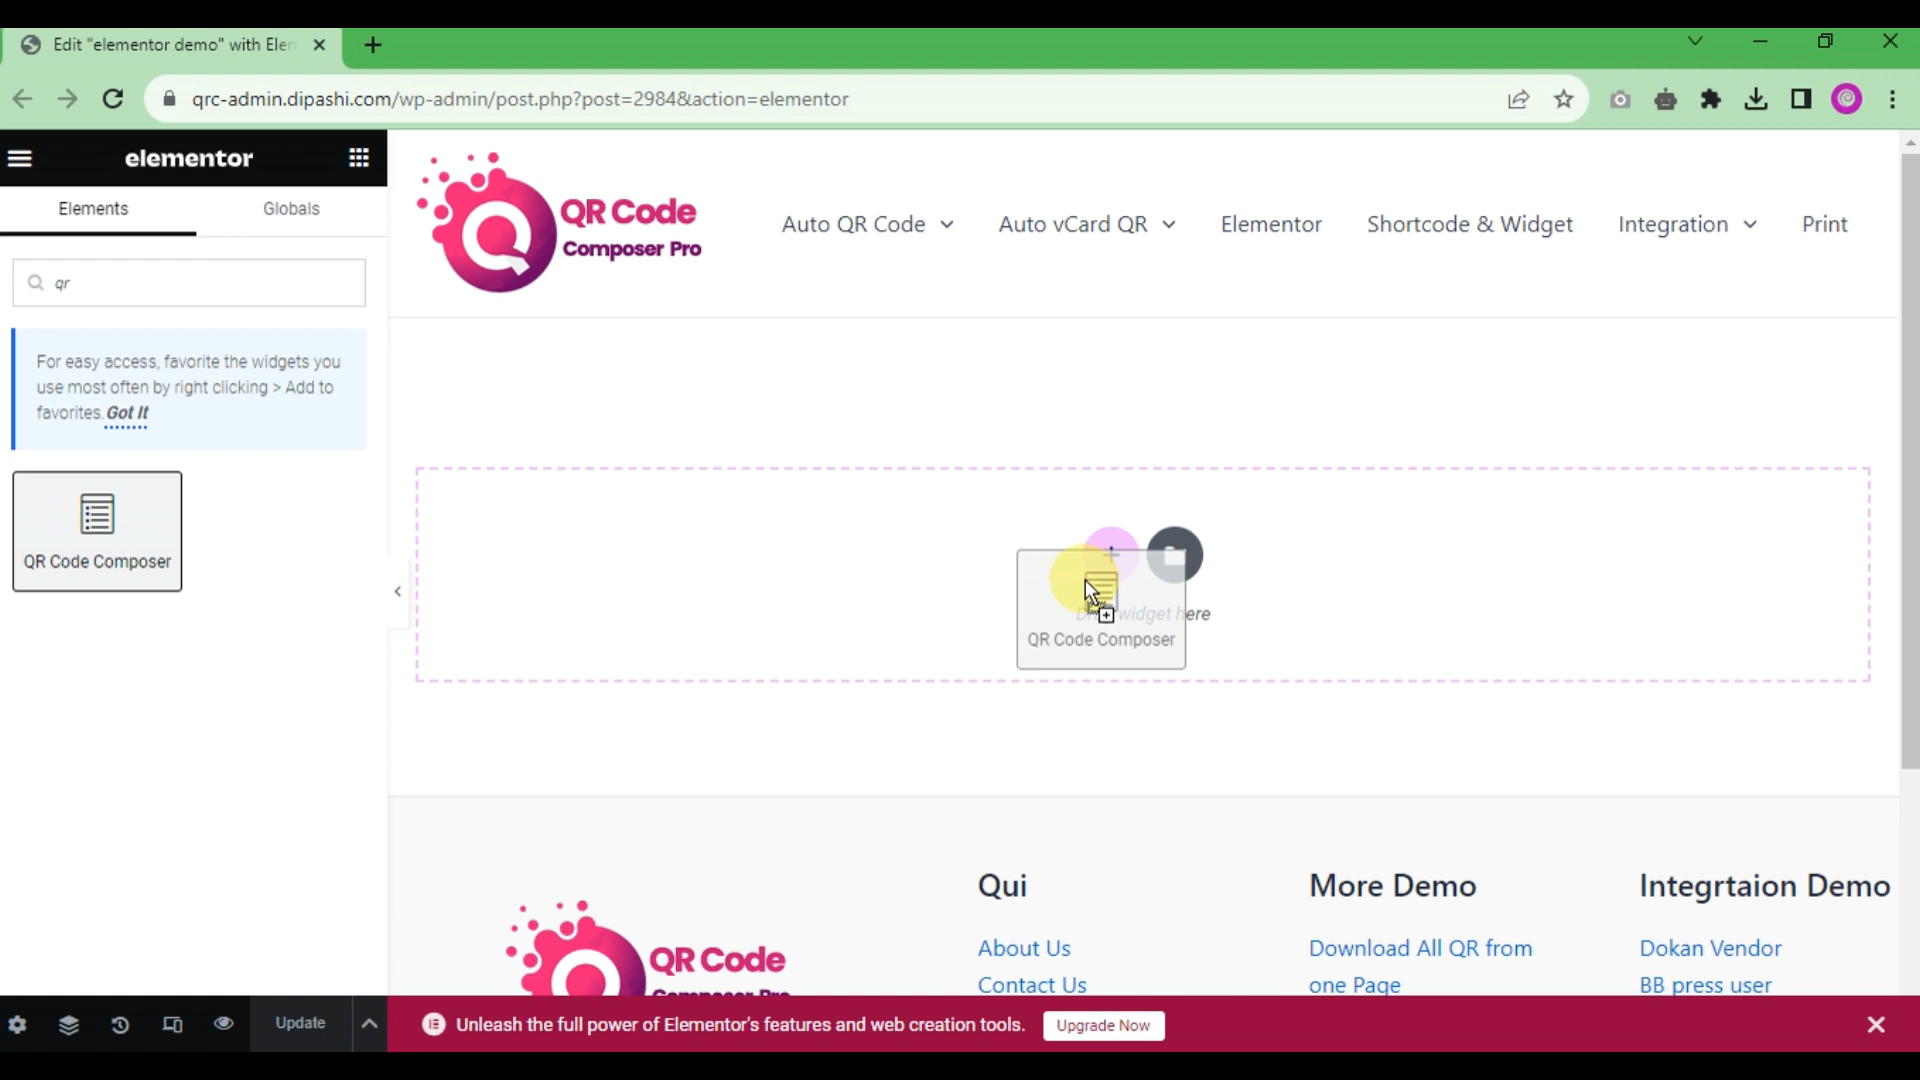 Edit "elementor demo" with Ele
qrc-admin.dipashi.com/wp-admin/post.php?post=2984&action=elementor
elementor
Elements
Globals
qr
For easy access, favorite the widgets you
use most often by right clicking > Add to
favorites. Got It
QR Code Composer
QR Code
Composer Pro
Auto QR Code
Auto vCard QR
Elementor
Shortcode & Widget
Integration
Print
widget here
QR Code Composer
Qui
More Demo
Integrtaion Demo
QR Code
Composer Pro
About Us
Contact Us
Download All QR from
one Page
Dokan Vendor
BB press user
Update
Unleash the full power of Elementor's features and web creation tools.
Upgrade Now